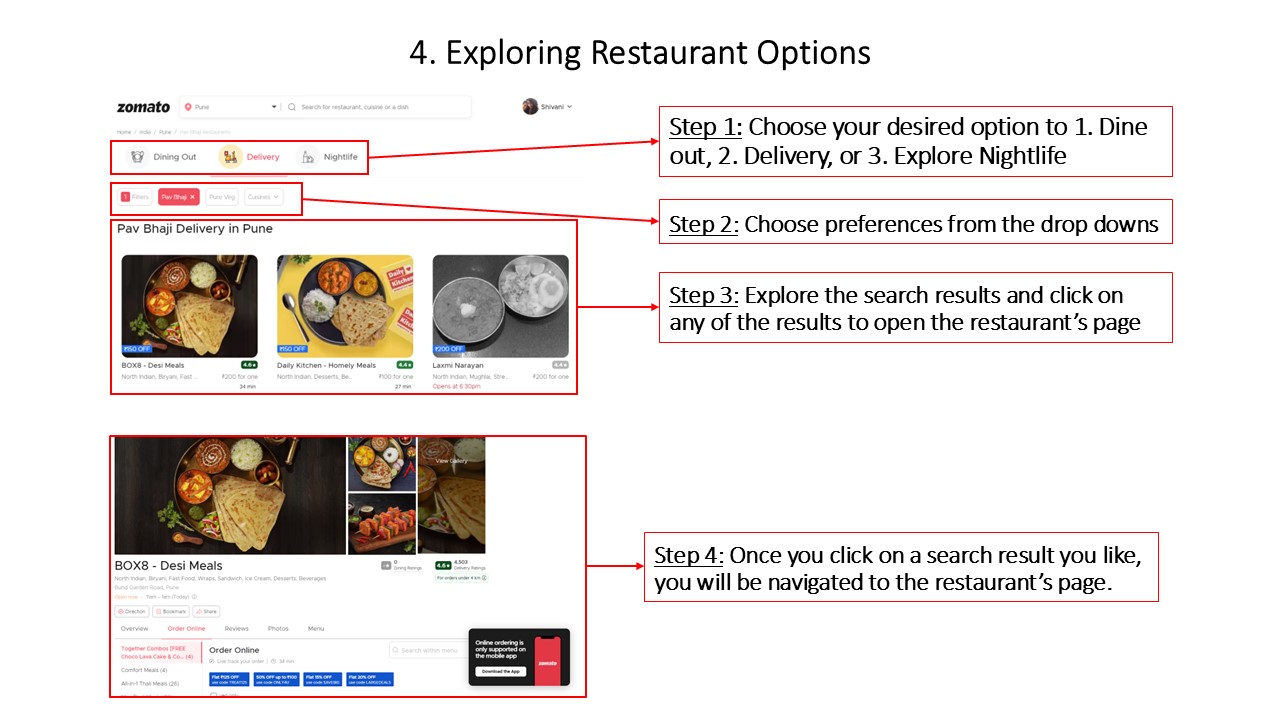 4. Exploring Restaurant Options
zomato
Pune
Search for restaurant, cuisine or a dish
Shivani
Home / India / Pune / Pav Bhaji Restaurants
Dining Out
Delivery
Nightlife
Step 1: Choose your desired option to 1. Dine
out, 2. Delivery, or 3. Explore Nightlife
1 Filters
Pav Bhaji ×
Pure Veg
Cuisines
Step 2: Choose preferences from the drop downs
Pav Bhaji Delivery in Pune
Daily
Kitchen
₹150 OFF
₹150 OFF
₹200 OFF
BOX8 - Desi Meals 4.6★
North Indian, Biryani, Fast ... ₹200 for one
34 min
Daily Kitchen - Homely Meals 4.4★
North Indian, Desserts, Be... ₹100 for one
27 min
Laxmi Narayan
North Indian, Mughlai, Stre... ₹200 for one
Opens at 6:30pm
Step 3: Explore the search results and click on
any of the results to open the restaurant's page
View Gallery
BOX8 - Desi Meals
0
Dining Ratings
4.6★
4,503
Delivery Ratings
For orders under 4 km
North Indian, Biryani, Fast Food, Wraps, Sandwich, Ice Cream, Desserts, Beverages
Bund Garden Road, Pune
Open now - 11am – 1am (Today)
Direction
Bookmark
Share
Overview
Order Online
Reviews
Photos
Menu
Together Combos [FREE
Choco Lava Cake & Co... (4)
Comfort Meals (4)
All-in-1 Thali Meals (26)
Order Online
Live track your order | 38 min
Search within menu
Flat ₹125 OFF
use code TREAT125
50% OFF up to ₹100
Flat 15% OFF
Flat 20% OFF
use code LARGEDEALS
Online ordering is
only supported on
the mobile app
Download the App
zomato
Step 4: Once you click on a search result you like,
you will be navigated to the restaurant's page.